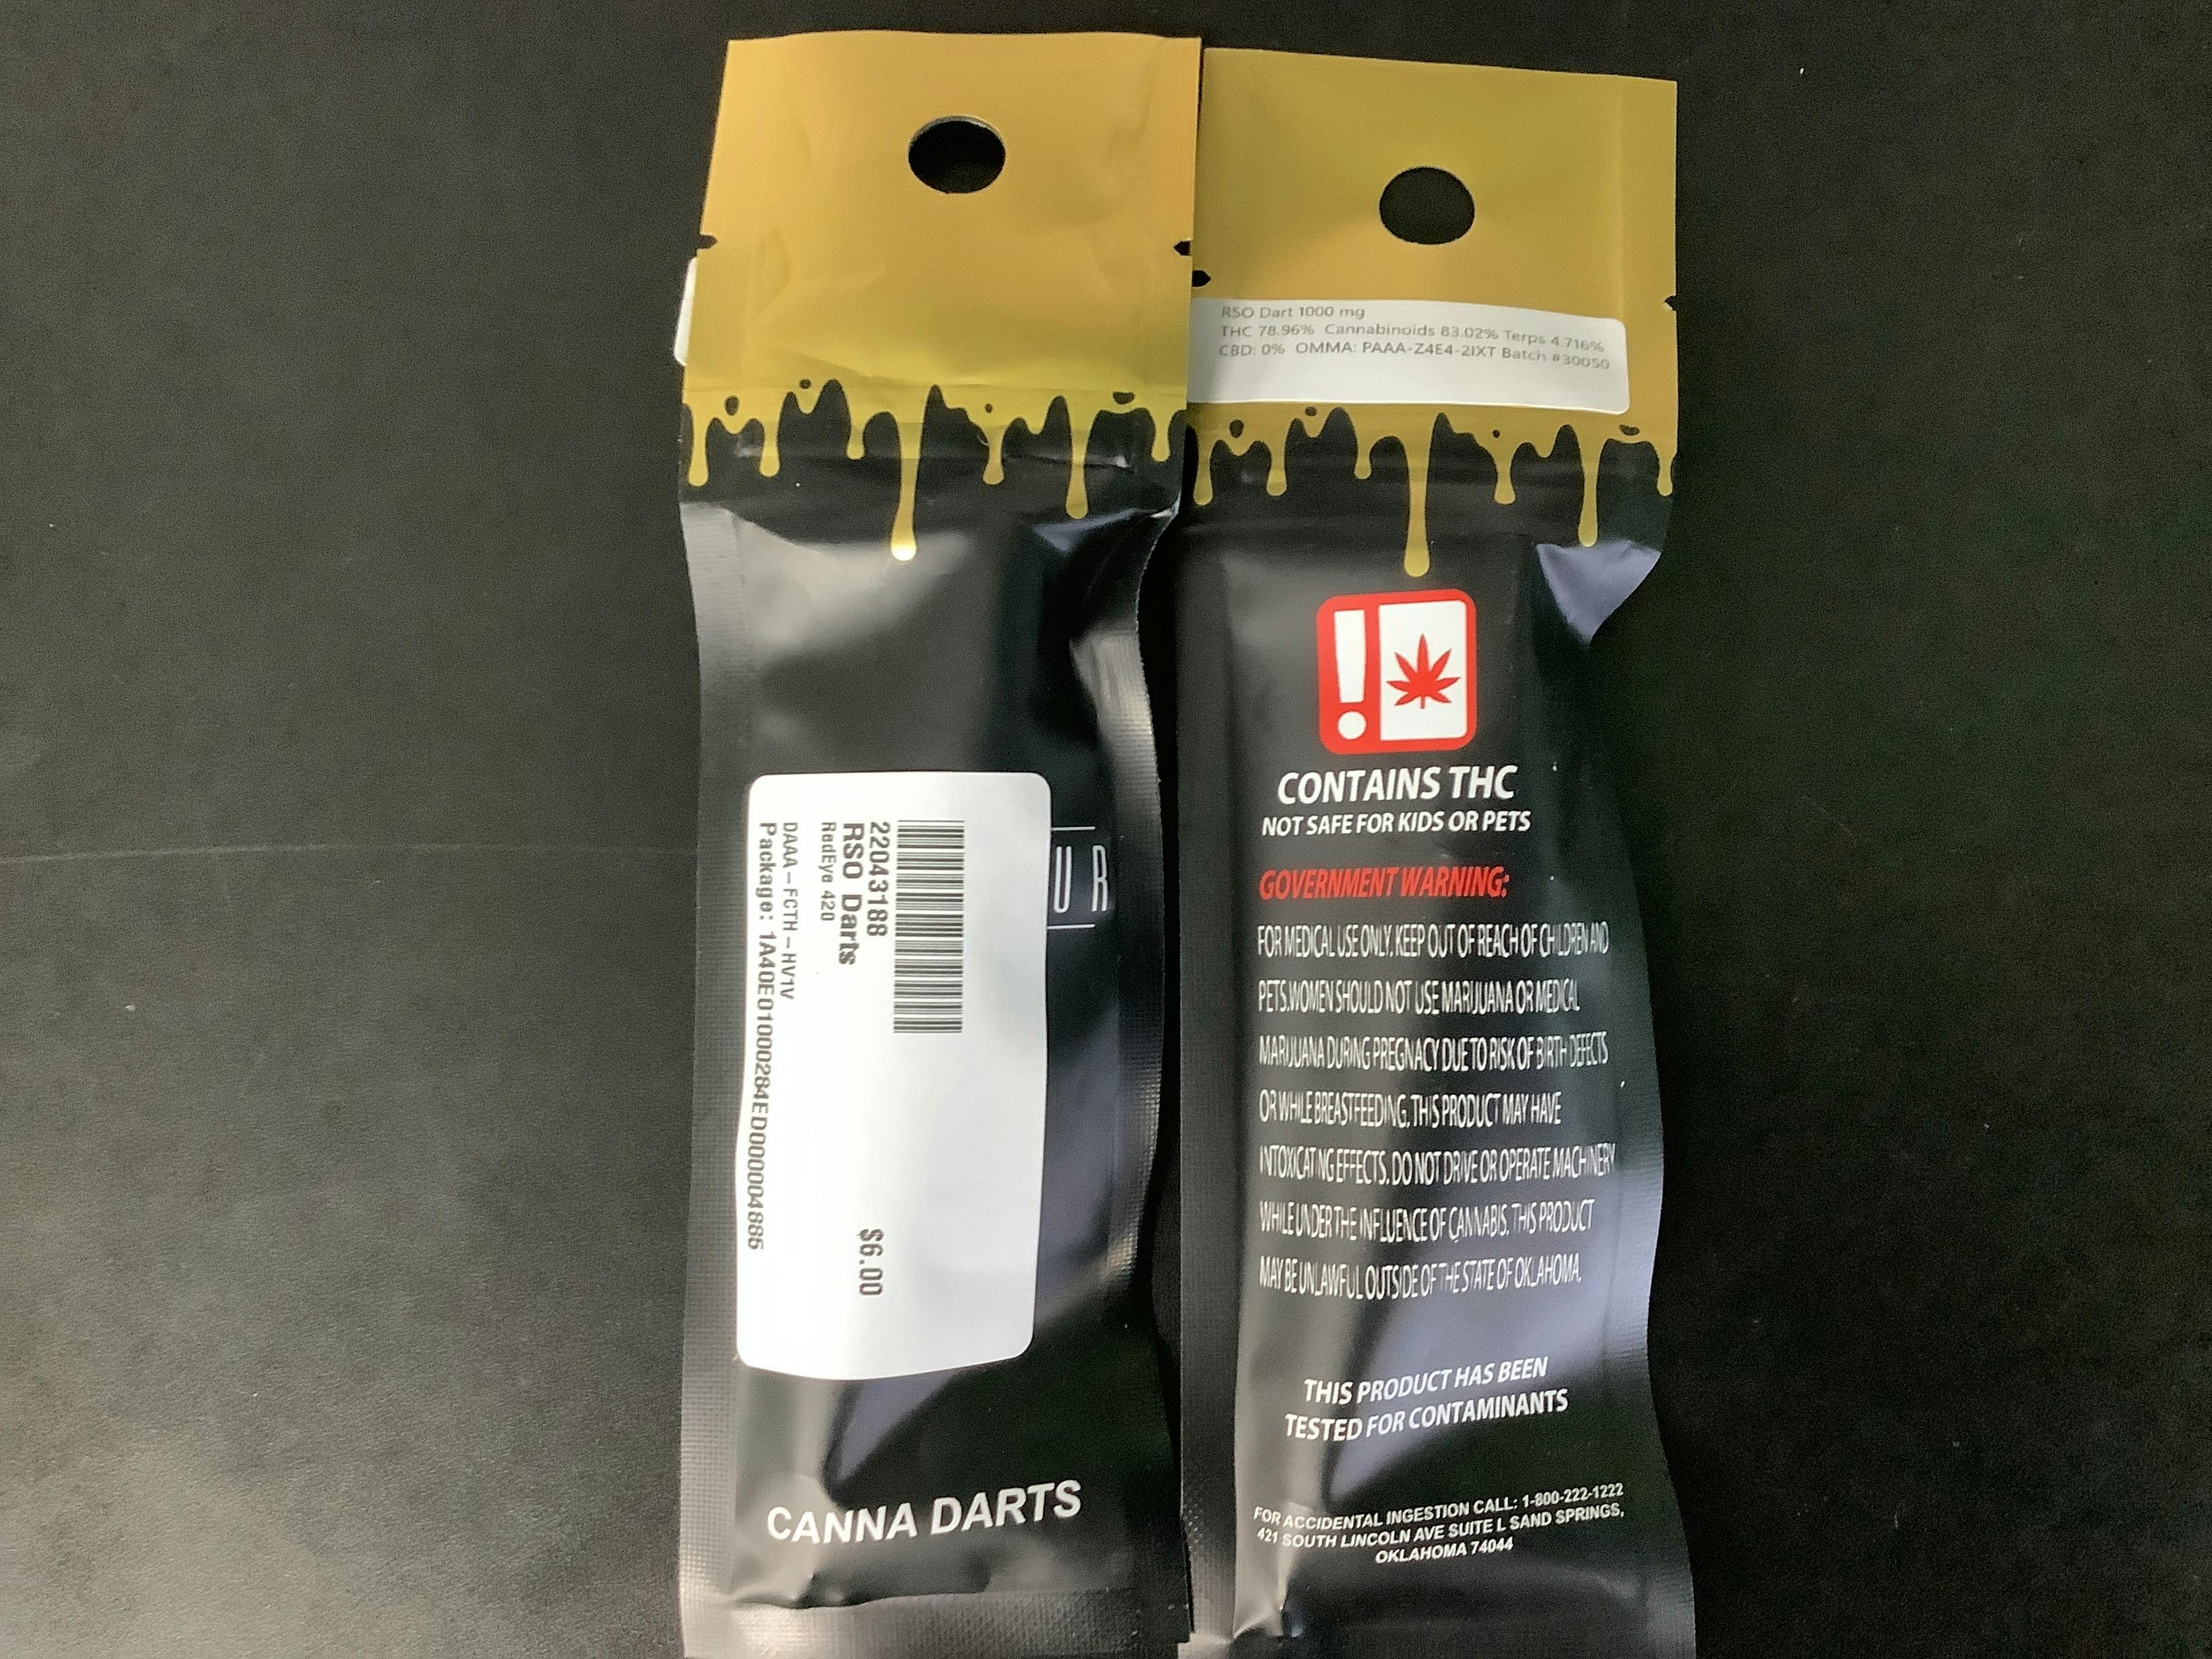 UR
22043188
RSO Darts
RedEye 420
DAAA-FCTH-HV1V
Package: 1A40E01000284ED000004886
$6.00
CANNA DARTS
RSO Dart 1000 mg
THC 78.96% Cannabinoids 83.02% Terps 4.716%
CBD: 0% OMMA: PAAA-Z4E4-2IXT Batch #30050
!
CONTAINS THC
NOT SAFE FOR KIDS OR PETS
GOVERNMENT WARNING:
FOR MEDICAL USE ONLY. KEEP OUT OF REACH OF CHILDREN AND
PETS.WOMEN SHOULD NOT USE MARIJUANA OR MEDICAL
MARIJUANA DURING PREGNACY DUE TO RISK OF BIRTH DEFECTS
OR WHILE BREASTFEEDING. THIS PRODUCT MAY HAVE
INTOXICATING EFFECTS. DO NOT DRIVE OR OPERATE MACHINERY
WHILE UNDER THE INFLUENCE OF CANNABIS. THIS PRODUCT
MAY BE UNLAWFUL OUTSIDE OF THE STATE OF OKLAHOMA.
THIS PRODUCT HAS BEEN
TESTED FOR CONTAMINANTS
FOR ACCIDENTAL INGESTION CALL: 1-800-222-1222
421 SOUTH LINCOLN AVE SUITE L SAND SPRINGS,
OKLAHOMA 74044